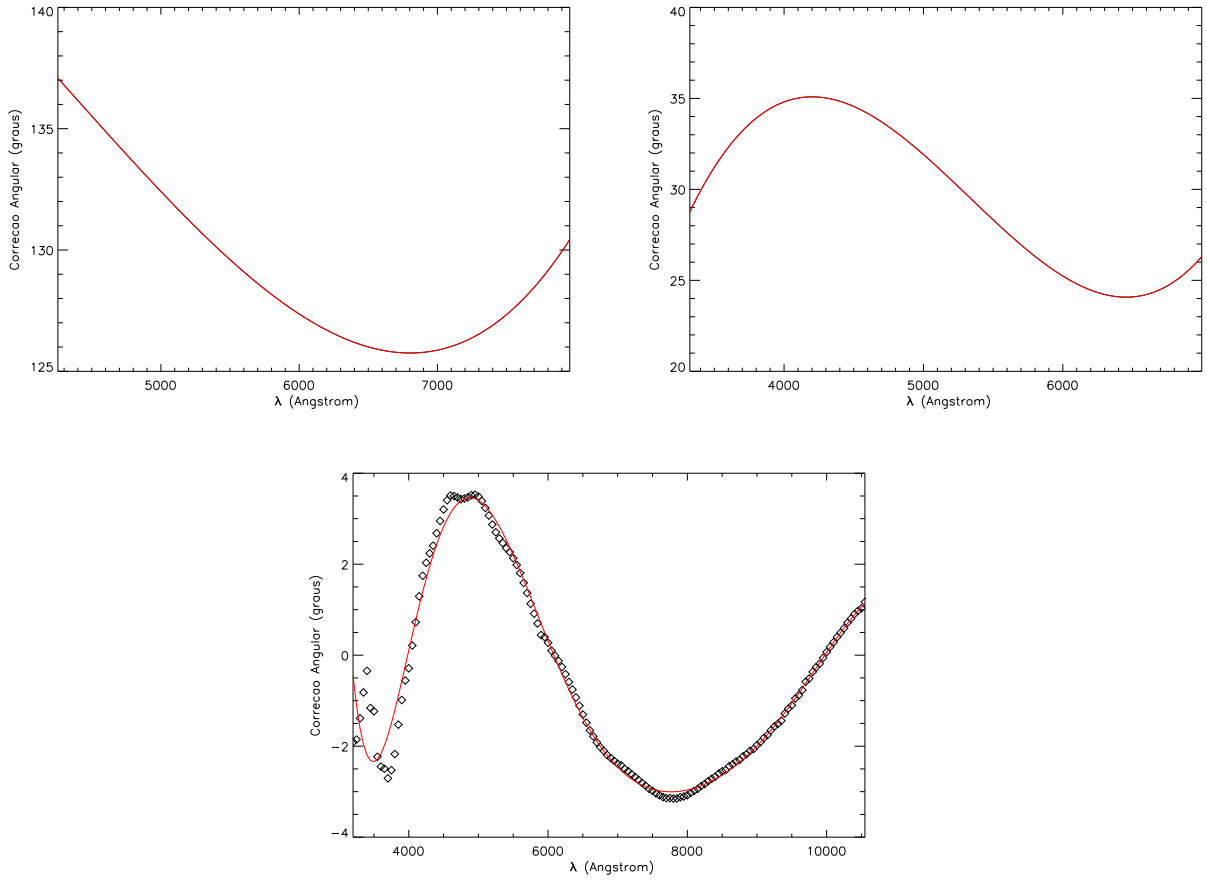 140
135
130
125
Correcao Angular (graus)
5000 6000 7000
λ (Angstrom)
40
35
30
25
20
Correcao Angular (graus)
4000 5000 6000
λ (Angstrom)
4
2
0
−2
−4
Correcao Angular (graus)
4000 6000 8000 10000
λ (Angstrom)